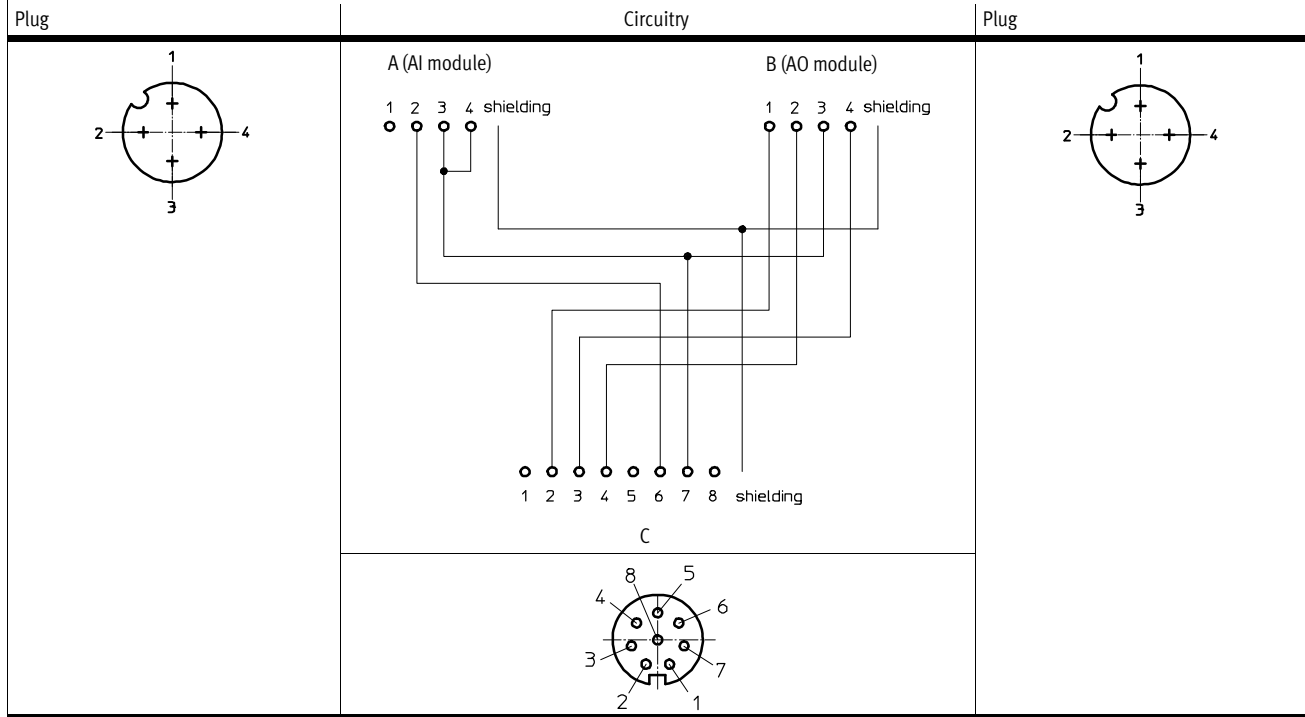 Plug Circuitry Plug
1
2 4
3
A (AI module) B (AO module)
1 2 3 4 shielding 1 2 3 4 shielding
1
2 4
3
1 2 3 4 5 6 7 8 shielding
C
8 5
4 6
3 7
2 1